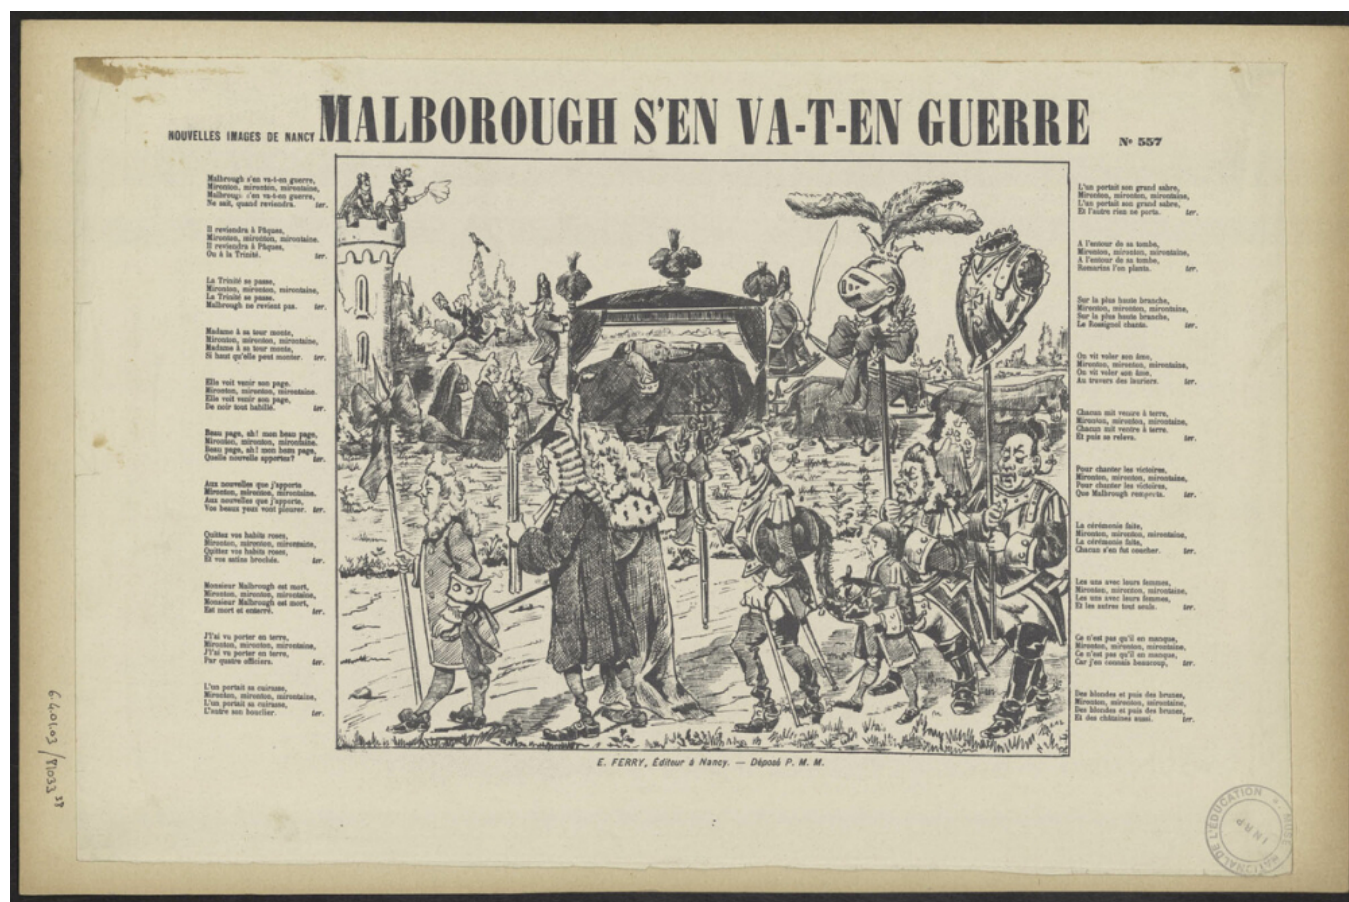 MALBOROUGH S'EN VA-T-EN GUERRE
NOUVELLES IMAGES DE NANCY
No 557
Malbrough s'en va-t-en guerre,
Mironton, mironton, mirontaine,
Malbrough s'en va-t-en guerre,
Ne sait, quand reviendra. ter.
Il reviendra à Pâques,
Mironton, mironton, mirontaine.
Il reviendra à Pâques,
Ou à la Trinité. ter.
La Trinité se passe,
Mironton, mironton, mirontaine,
La Trinité se passe.
Malbrough ne revient pas. ter.
Madame à sa tour monte,
Mironton, mironton, mirontaine,
Madame à sa tour monte,
Si haut qu'elle peut monter. ter.
Elle voit venir son page.
Mironton, mironton, mirontaine.
Elle voit venir son page,
De noir tout habillé. ter.
Beau page, ah! mon beau page,
Mironton, mironton, mirontaine.
Beau page, ah! mon beau page,
Quelle nouvelle apportes? ter.
Aux nouvelles que j'apporte
Mironton, mironton, mirontaine.
Aux nouvelles que j'apporte,
Vos beaux yeux vont pleurer. ter.
Quittez vos habits roses,
Mironton, mironton, mirontaine,
Quittez vos habits roses,
Et vos satins brochés. ter.
Monsieur Malbrough est mort,
Mironton, mironton, mirontaine,
Monsieur Malbrough est mort,
Est mort et enterré. ter.
J'l'ai vu porter en terre,
Mironton, mironton, mirontaine,
J'l'ai vu porter en terre,
Par quatre officiers. ter.
L'un portait sa cuirasse,
Mironton, mironton, mirontaine,
L'un portait sa cuirasse,
L'autre son bouclier. ter.
L'un portait son grand sabre,
Mironton, mironton, mirontaine,
L'un portait son grand sabre,
Et l'autre rien ne porte. ter.
A l'entour de sa tombe,
Mironton, mironton, mirontaine,
A l'entour de sa tombe,
Romarins l'on planta. ter.
Sur la plus haute branche,
Mironton, mironton, mirontaine,
Sur la plus haute branche,
Le Rossignol chanta. ter.
On vit voler son âme,
Mironton, mironton, mirontaine,
On vit voler son âme,
Au travers des lauriers. ter.
Chacun mit ventre à terre,
Mironton, mironton, mirontaine,
Chacun mit ventre à terre.
Et puis se releva. ter.
Pour chanter les victoires,
Mironton, mironton, mirontaine,
Pour chanter les victoires,
Que Malbrough remporta. ter.
La cérémonie faite,
Mironton, mironton, mirontaine,
La cérémonie faite,
Chacun s'en fut coucher. ter.
Les uns avec leurs femmes,
Mironton, mironton, mirontaine,
Les uns avec leurs femmes,
Et les autres tout seuls. ter.
Ce n'est pas qu'il en manque,
Mironton, mironton, mirontaine,
Ce n'est pas qu'il en manque,
Car j'en connais beaucoup, ter.
Des blondes et puis des brunes,
Mironton, mironton, mirontaine,
Des blondes et puis des brunes,
Et des châtaines aussi. ter.
E. FERRY, Éditeur à Nancy. — Déposé P. M. M.
6.4.01.03 / 81033 38
MUSÉE NATIONAL DE L'ÉDUCATION
INRP